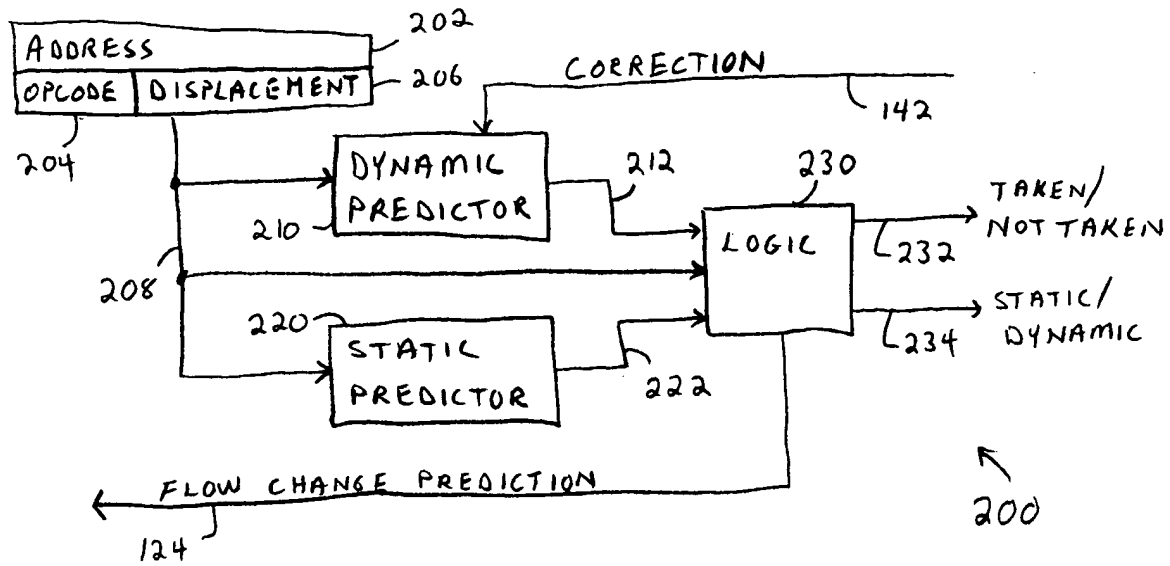 ADDRESS
202
OPCODE DISPLACEMENT
206
204
CORRECTION
142
DYNAMIC
PREDICTOR
210
212
230
LOGIC
TAKEN/
NOT TAKEN
232
208
220
STATIC
PREDICTOR
222
STATIC/
DYNAMIC
234
FLOW CHANGE PREDICTION
124
200